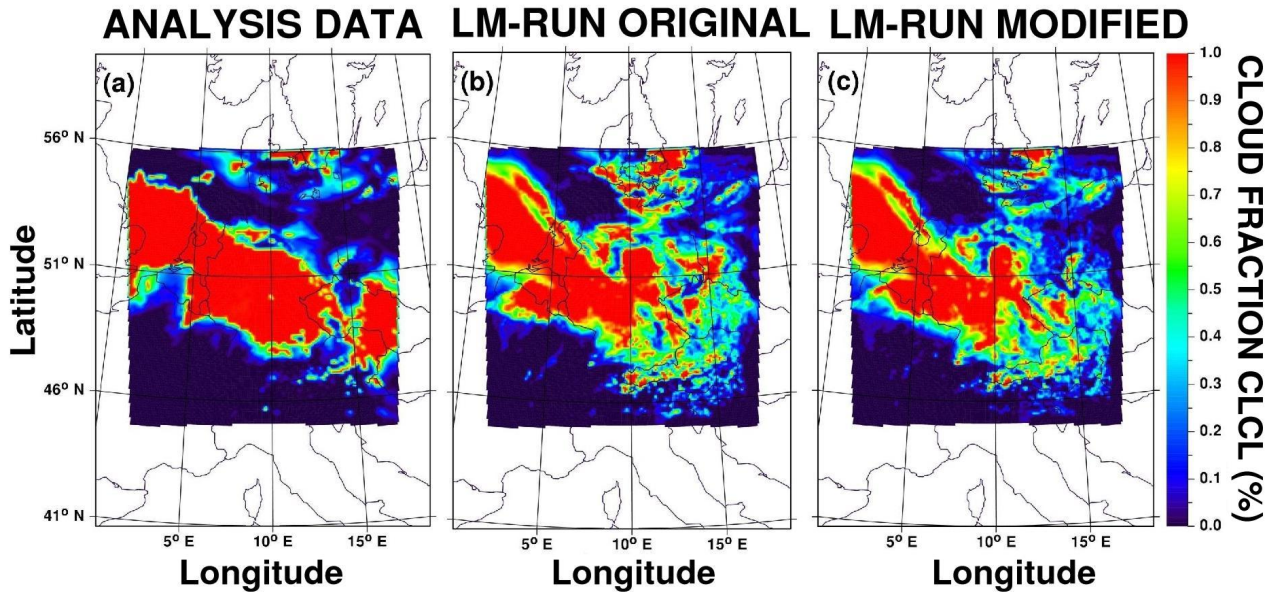 ANALYSIS DATA
LM-RUN ORIGINAL
LM-RUN MODIFIED
(a)
(b)
(c)
56° N
51° N
46° N
41° N
Latitude
5° E 10° E 15° E
5° E 10° E 15° E
5° E 10° E 15° E
Longitude
Longitude
Longitude
1.0
0.9
0.8
0.7
0.6
0.5
0.4
0.3
0.2
0.1
0.0
CLOUD FRACTION CLCL (%)